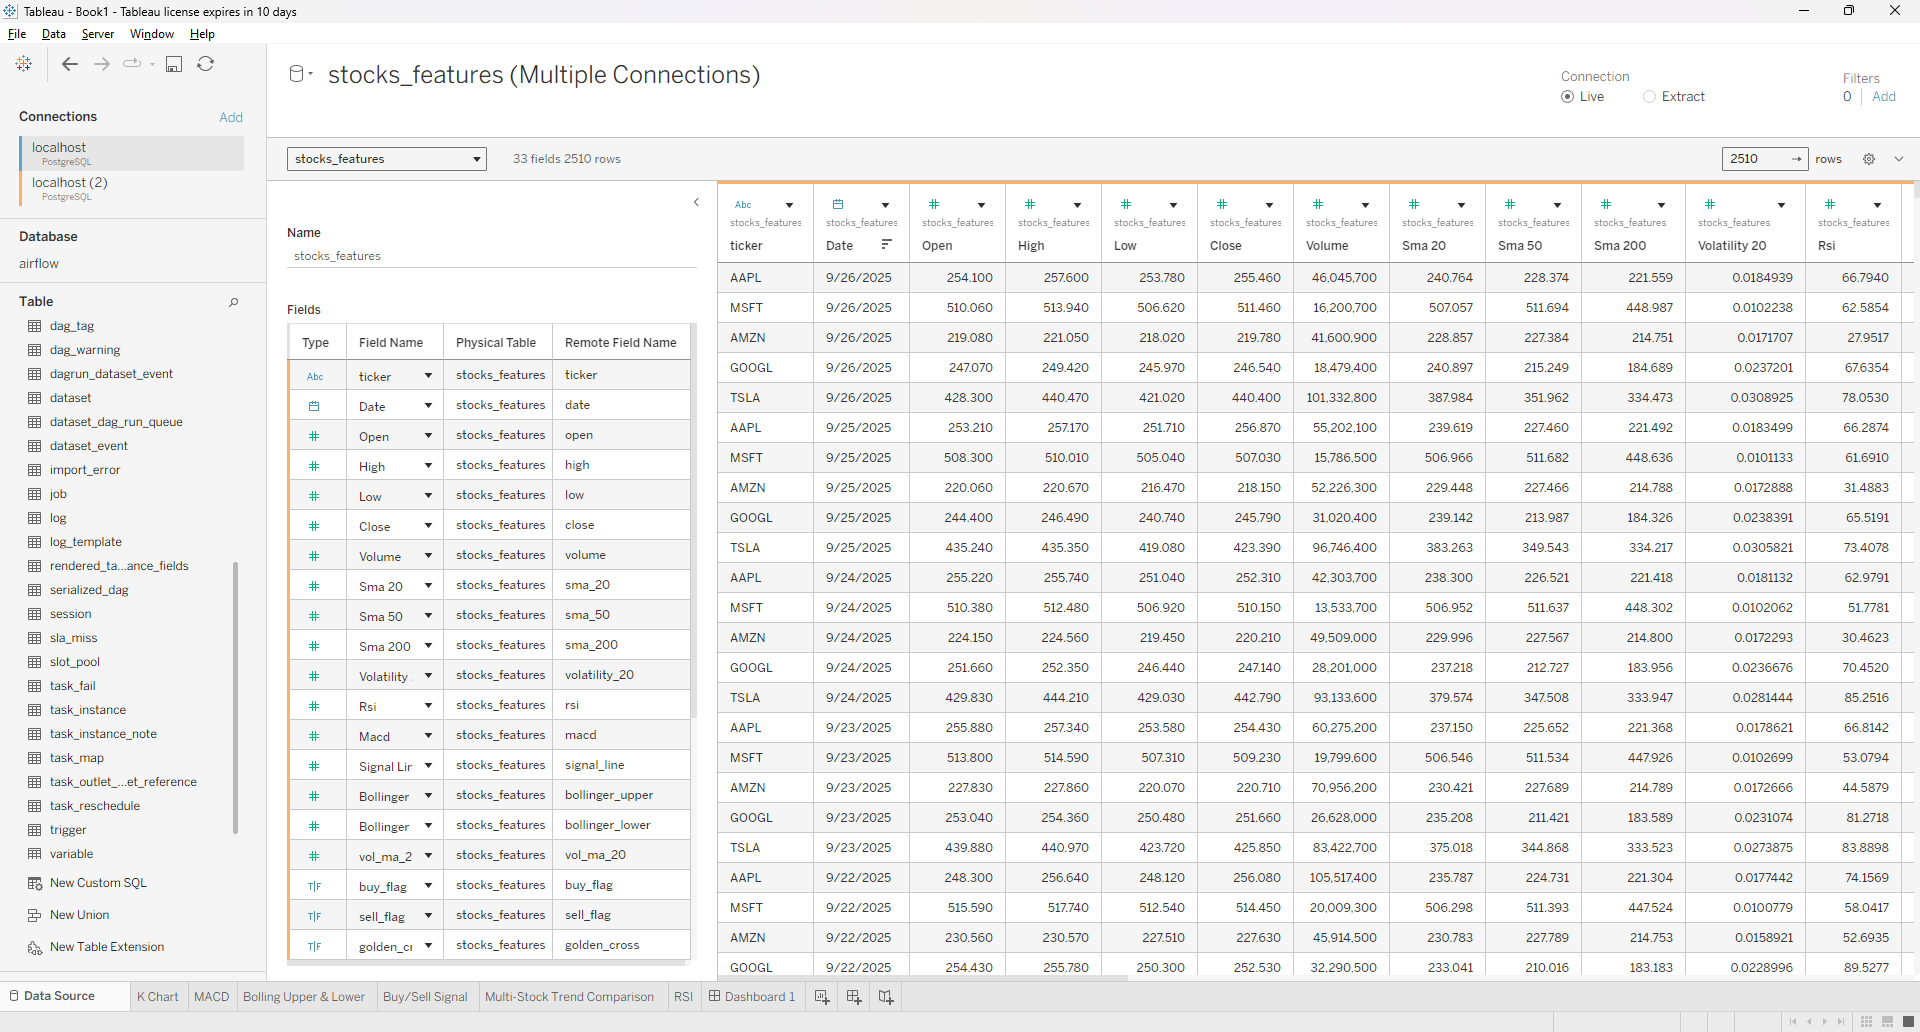 Tableau - Book1 - Tableau license expires in 10 days
File Data Server Window Help
stocks_features (Multiple Connections)
Connection
Live Extract
Filters
0 Add
Connections Add
localhost
PostgreSQL
localhost (2)
PostgreSQL
Database
airflow
Table
dag_tag
dag_warning
dagrun_dataset_event
dataset
dataset_dag_run_queue
dataset_event
import_error
job
log
log_template
rendered_ta...ance_fields
serialized_dag
session
sla_miss
slot_pool
task_fail
task_instance
task_instance_note
task_map
task_outlet_...et_reference
task_reschedule
trigger
variable
New Custom SQL
New Union
New Table Extension
stocks_features 33 fields 2510 rows 2510 → rows
Name
stocks_features
Fields
Type Field Name Physical Table Remote Field Name
Abc ticker stocks_features ticker
Date stocks_features date
# Open stocks_features open
# High stocks_features high
# Low stocks_features low
# Close stocks_features close
# Volume stocks_features volume
# Sma 20 stocks_features sma_20
# Sma 50 stocks_features sma_50
# Sma 200 stocks_features sma_200
# Volatility stocks_features volatility_20
# Rsi stocks_features rsi
# Macd stocks_features macd
# Signal Lir stocks_features signal_line
# Bollinger stocks_features bollinger_upper
# Bollinger stocks_features bollinger_lower
# vol_ma_2 stocks_features vol_ma_20
T|F buy_flag stocks_features buy_flag
T|F sell_flag stocks_features sell_flag
T|F golden_cr stocks_features golden_cross
Abc # # # # # # # # # #
stocks_features stocks_features stocks_features stocks_features stocks_features stocks_features stocks_features stocks_features stocks_features stocks_features stocks_features stocks_features
ticker Date Open High Low Close Volume Sma 20 Sma 50 Sma 200 Volatility 20 Rsi
AAPL 9/26/2025 254.100 257.600 253.780 255.460 46,045,700 240.764 228.374 221.559 0.0184939 66.7940
MSFT 9/26/2025 510.060 513.940 506.620 511.460 16,200,700 507.057 511.694 448.987 0.0102238 62.5854
AMZN 9/26/2025 219.080 221.050 218.020 219.780 41,600,900 228.857 227.384 214.751 0.0171707 27.9517
GOOGL 9/26/2025 247.070 249.420 245.970 246.540 18,479,400 240.897 215.249 184.689 0.0237201 67.6354
TSLA 9/26/2025 428.300 440.470 421.020 440.400 101,332,800 387.984 351.962 334.473 0.0308925 78.0530
AAPL 9/25/2025 253.210 257.170 251.710 256.870 55,202,100 239.619 227.460 221.492 0.0183499 66.2874
MSFT 9/25/2025 508.300 510.010 505.040 507.030 15,786,500 506.966 511.682 448.636 0.0101133 61.6910
AMZN 9/25/2025 220.060 220.670 216.470 218.150 52,226,300 229.448 227.466 214.788 0.0172888 31.4883
GOOGL 9/25/2025 244.400 246.490 240.740 245.790 31,020,400 239.142 213.987 184.326 0.0238391 65.5191
TSLA 9/25/2025 435.240 435.350 419.080 423.390 96,746,400 383.263 349.543 334.217 0.0305821 73.4078
AAPL 9/24/2025 255.220 255.740 251.040 252.310 42,303,700 238.300 226.521 221.418 0.0181132 62.9791
MSFT 9/24/2025 510.380 512.480 506.920 510.150 13,533,700 506.952 511.637 448.302 0.0102062 51.7781
AMZN 9/24/2025 224.150 224.560 219.450 220.210 49,509,000 229.996 227.567 214.800 0.0172293 30.4623
GOOGL 9/24/2025 251.660 252.350 246.440 247.140 28,201,000 237.218 212.727 183.956 0.0236676 70.4520
TSLA 9/24/2025 429.830 444.210 429.030 442.790 93,133,600 379.574 347.508 333.947 0.0281444 85.2516
AAPL 9/23/2025 255.880 257.340 253.580 254.430 60,275,200 237.150 225.652 221.368 0.0178621 66.8142
MSFT 9/23/2025 513.800 514.590 507.310 509.230 19,799,600 506.546 511.534 447.926 0.0102699 53.0794
AMZN 9/23/2025 227.830 227.860 220.070 220.710 70,956,200 230.421 227.689 214.789 0.0172666 44.5879
GOOGL 9/23/2025 253.040 254.360 250.480 251.660 26,628,000 235.208 211.421 183.589 0.0231074 81.2718
TSLA 9/23/2025 439.880 440.970 423.720 425.850 83,422,700 375.018 344.868 333.523 0.0273875 83.8898
AAPL 9/22/2025 248.300 256.640 248.120 256.080 105,517,400 235.787 224.731 221.304 0.0177442 74.1569
MSFT 9/22/2025 515.590 517.740 512.540 514.450 20,009,300 506.298 511.393 447.524 0.0100779 58.0417
AMZN 9/22/2025 230.560 230.570 227.510 227.630 45,914,500 230.783 227.789 214.753 0.0158921 52.6935
GOOGL 9/22/2025 254.430 255.780 250.300 252.530 32,290,500 233.041 210.016 183.183 0.0228996 89.5277
Data Source K Chart MACD Bolling Upper & Lower Buy/Sell Signal Multi-Stock Trend Comparison RSI Dashboard 1